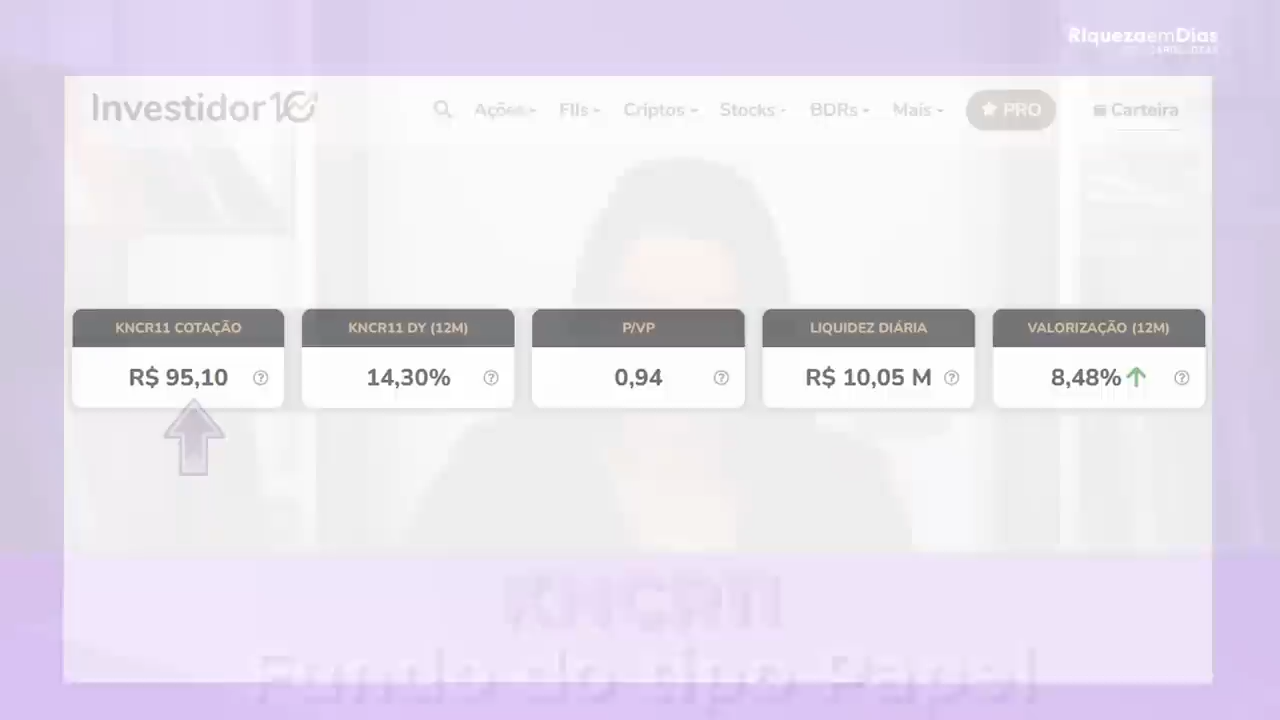 RiquezaemDias
Investidor10
Ações FIIs Criptos Stocks BDRs Mais PRO Carteira
KNCR11 COTAÇÃO KNCR11 DY (12M) P/VP LIQUIDEZ DIÁRIA VALORIZAÇÃO (12M)
R$ 95,10 14,30% 0,94 R$ 10,05 M 8,48%
KNCR11
Fundo do tipo Papel